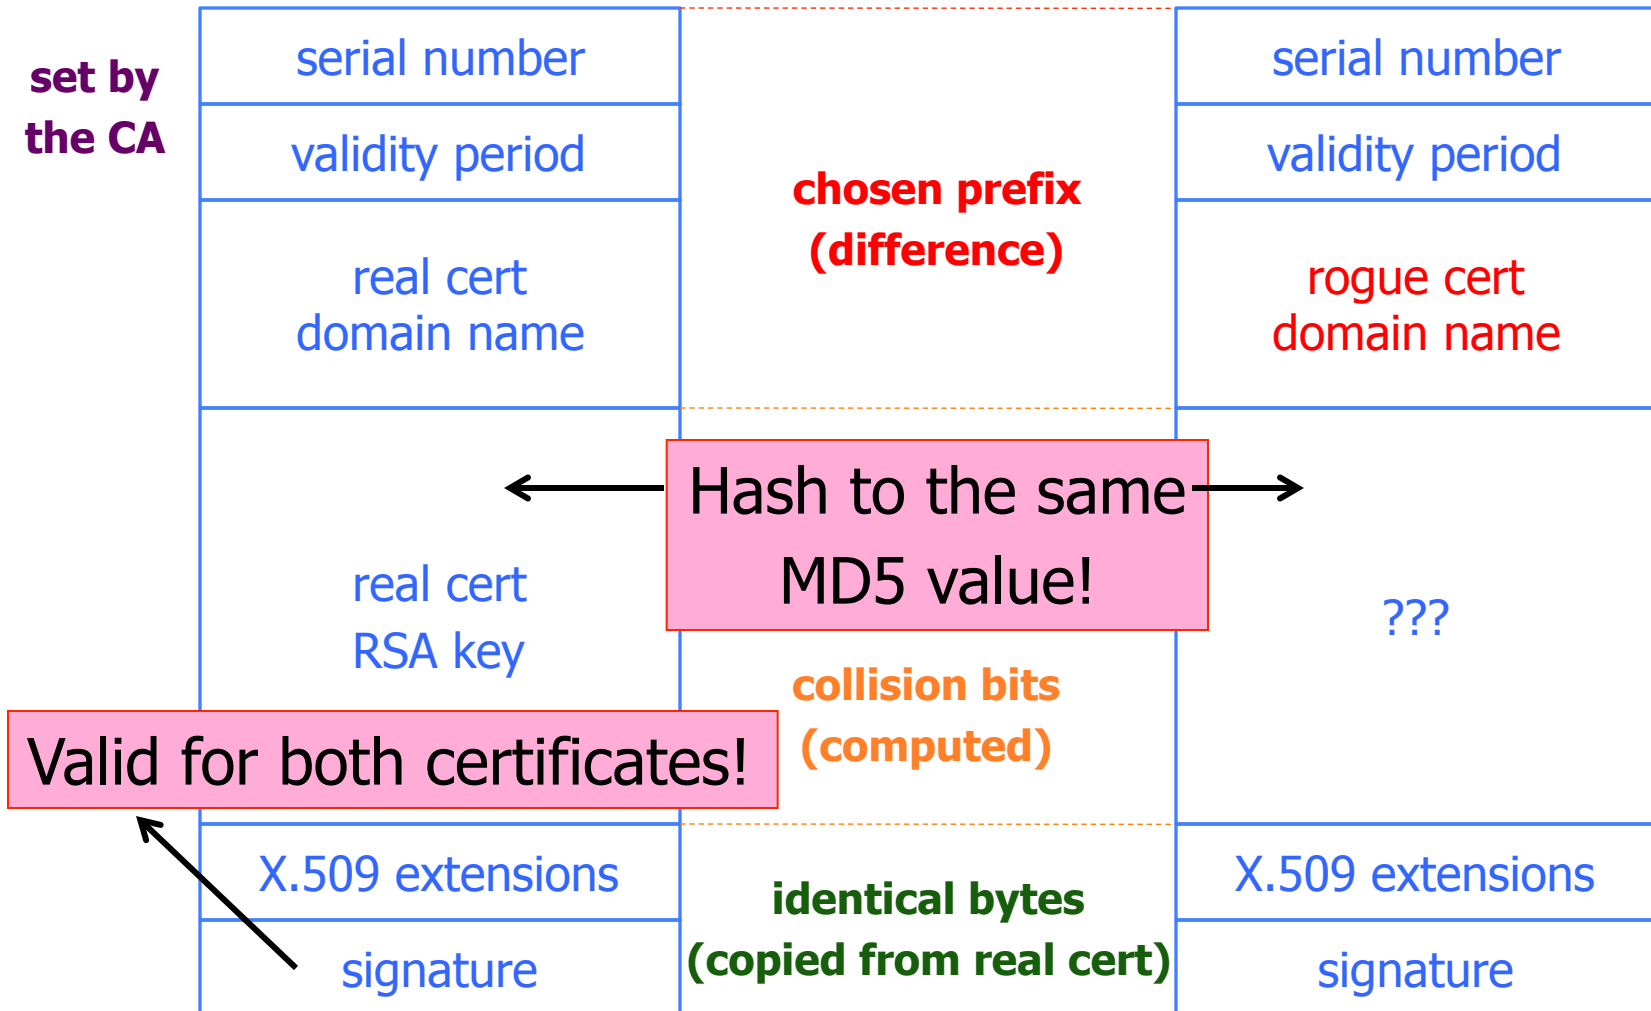 set by
the CA
serial number
validity period
real cert
domain name
real cert
RSA key
X.509 extensions
signature
chosen prefix
(difference)
Hash to the same
MD5 value!
collision bits
(computed)
Valid for both certificates!
identical bytes
(copied from real cert)
serial number
validity period
rogue cert
domain name
???
X.509 extensions
signature